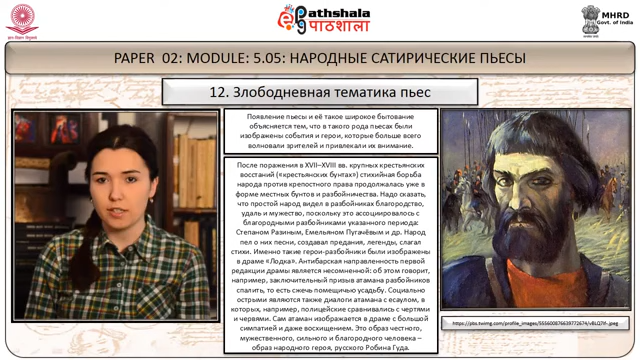 ePathshala
पाठशाला
MHRD
Govt. of India
PAPER 02: MODULE: 5.05: НАРОДНЫЕ САТИРИЧЕСКИЕ ПЬЕСЫ
12. Злободневная тематика пьес
Появление пьесы и её такое широкое бытование
объясняется тем, что в такого рода пьесах были
изображены события и герои, которые больше всего
волновали зрителей и привлекали их внимание.
После поражения в XVII–XVIII вв. крупных крестьянских
восстаний («крестьянских бунтах») стихийная борьба
народа против крепостного права продолжалась уже в
форме местных бунтов и разбойничества. Надо сказать,
что простой народ видел в разбойниках благородство,
удаль и мужество, поскольку это ассоциировалось с
благородными разбойниками указанного периода:
Степаном Разиным, Емельяном Пугачёвым и др. Народ
пел о них песни, создавал предания, легенды, слагал
стихи. Именно такие герои-разбойники были изображены
в драме «Лодка». Антибарская направленность первой
редакции драмы является несомненной: об этом говорит,
например, заключительный призыв атамана разбойников
спалить, то есть сжечь помещичью усадьбу. Социально
острыми являются также диалоги атамана с есаулом, в
которых, например, полицейские сравнивались с чертями
и червями. Сам атаман изображается в драме с большой
симпатией и даже восхищением. Это образ честного,
мужественного, сильного и благородного человека –
образ народного героя, русского Робина Гуда.